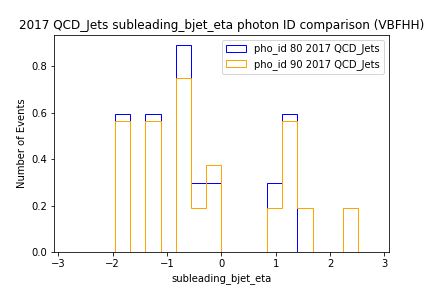 2017 QCD_Jets subleading_bjet_eta photon ID comparison (VBFHH)
pho_id 80 2017 QCD_Jets
pho_id 90 2017 QCD_Jets
Number of Events
0.8
0.6
0.4
0.2
0.0
−3 −2 −1 0 1 2 3
subleading_bjet_eta